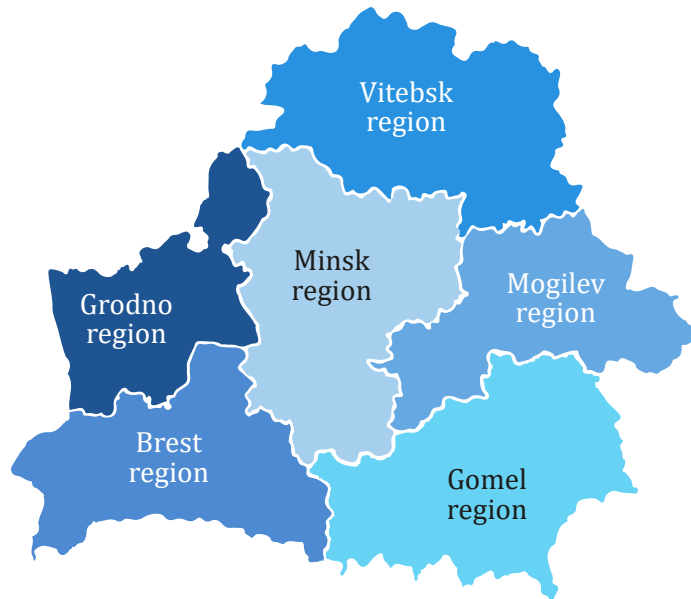 Vitebsk
region
Minsk
region
Mogilev
region
Grodno
region
Brest
region
Gomel
region